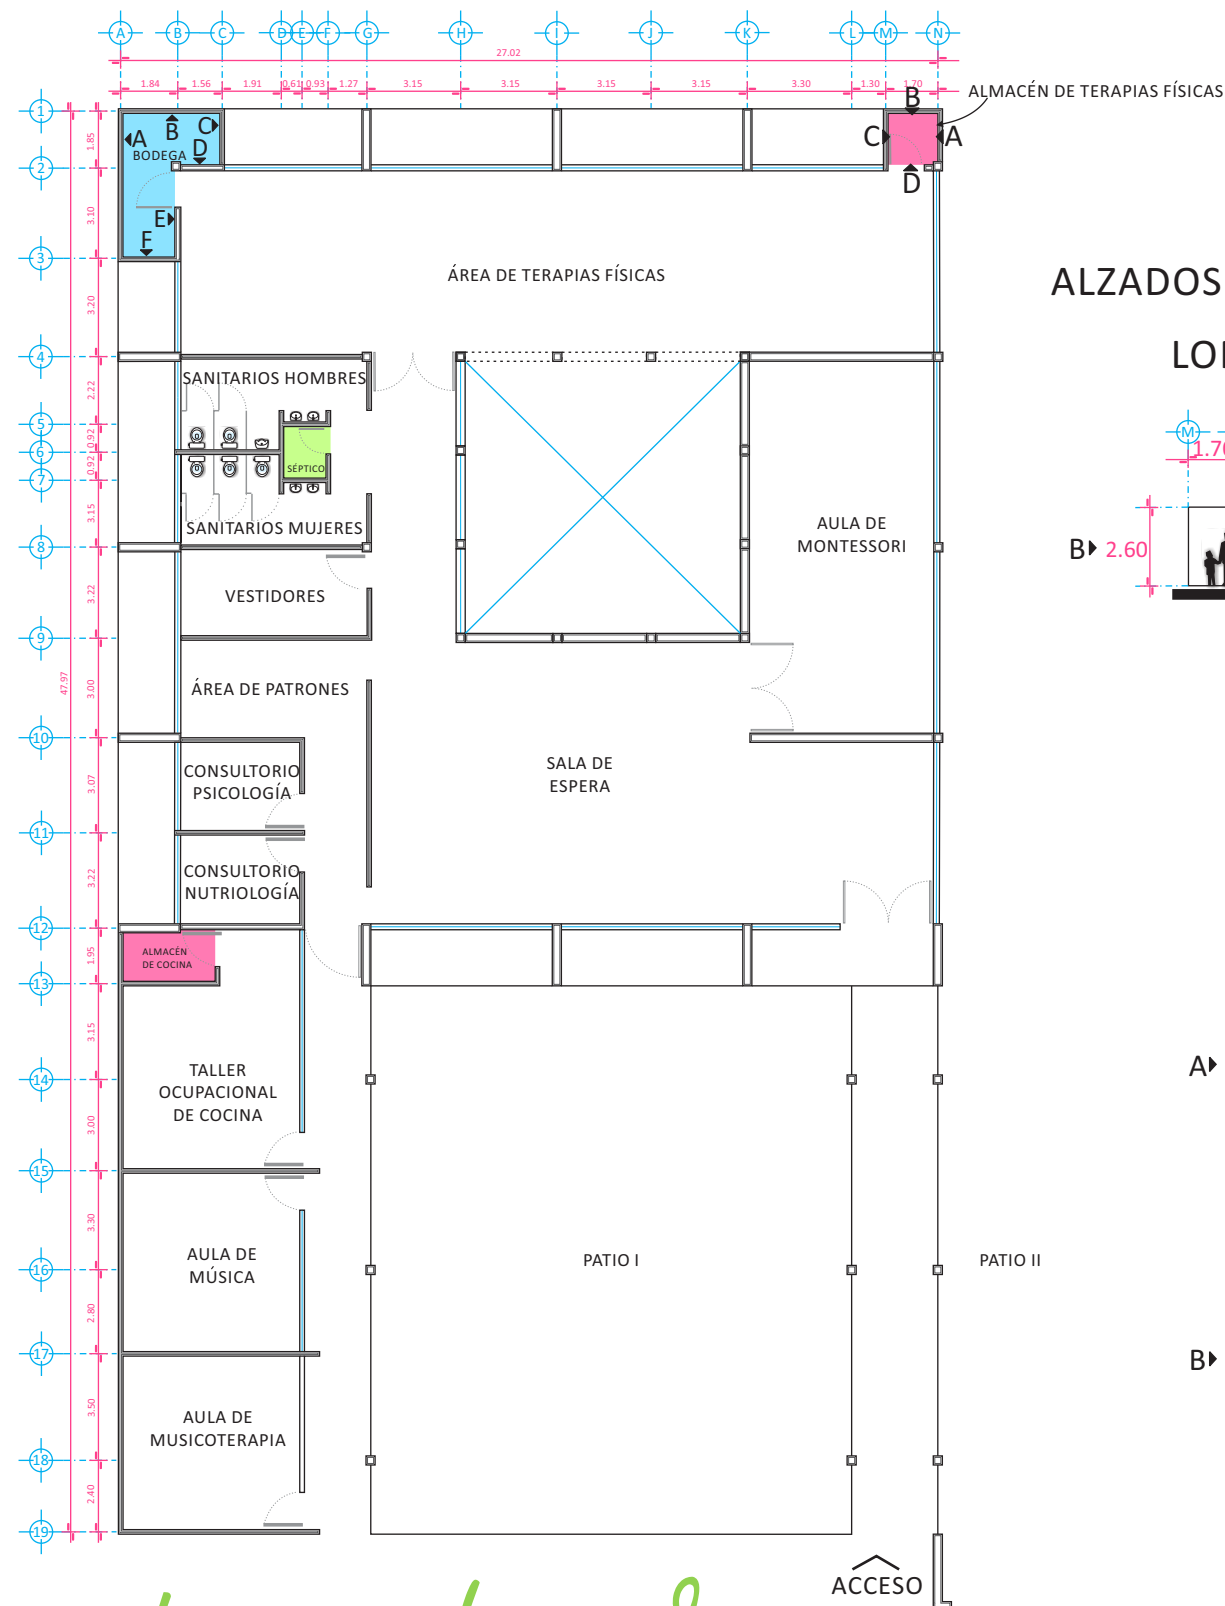 A B C D E F G H I J K L M N
27.02
1.84 1.56 1.91 0.61 0.93 1.27 3.15 3.15 3.15 3.15 3.30 1.30 1.70
ALMACÉN DE TERAPIAS FÍSICAS
1
1.85
A B C
D
BODEGA
B
C A
D
2
3.10
E
F
3
ÁREA DE TERAPIAS FÍSICAS
ALZADOS
3.20
4
SANITARIOS HOMBRES
2.22
5
0.92
6
0.92
SÉPTICO
7
3.15
SANITARIOS MUJERES
8
AULA DE
MONTESSORI
M
B 2.60
3.22
VESTIDORES
9
47.97
3.00
ÁREA DE PATRONES
10
3.07
CONSULTORIO
PSICOLOGÍA
SALA DE
ESPERA
11
3.22
CONSULTORIO
NUTRIOLOGÍA
12
1.95
ALMACÉN
DE COCINA
13
3.15
TALLER
OCUPACIONAL
DE COCINA
A
14
3.00
15
3.30
AULA DE
MÚSICA
PATIO I
PATIO II
16
2.80
17
B
3.50
AULA DE
MUSICOTERAPIA
18
2.40
19
ACCESO